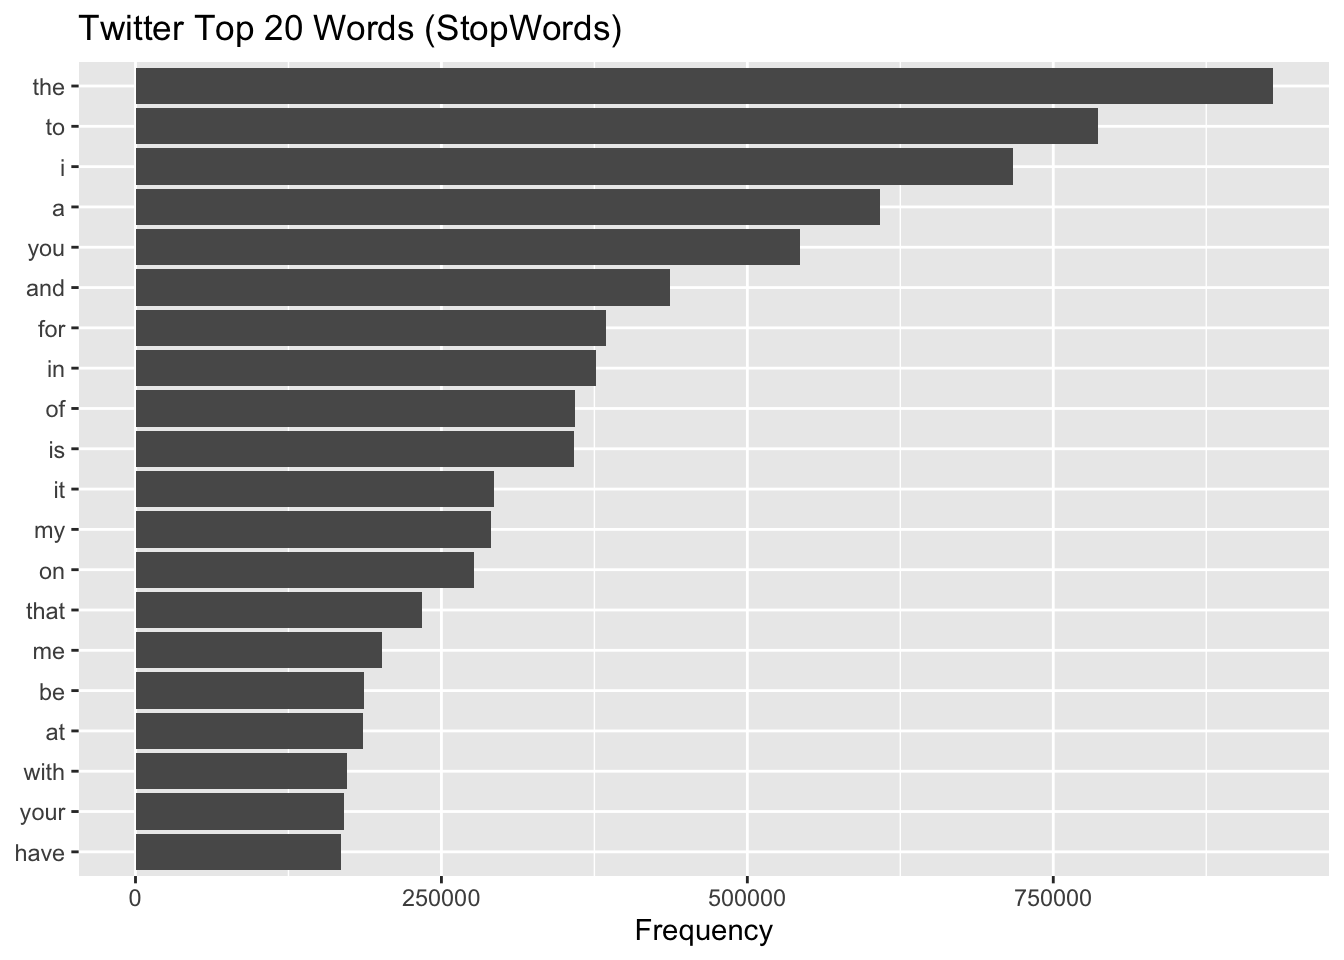 Twitter Top 20 Words (StopWords)
the
to
i
a
you
and
for
in
of
is
it
my
on
that
me
be
at
with
your
have
0 250000 500000 750000
Frequency